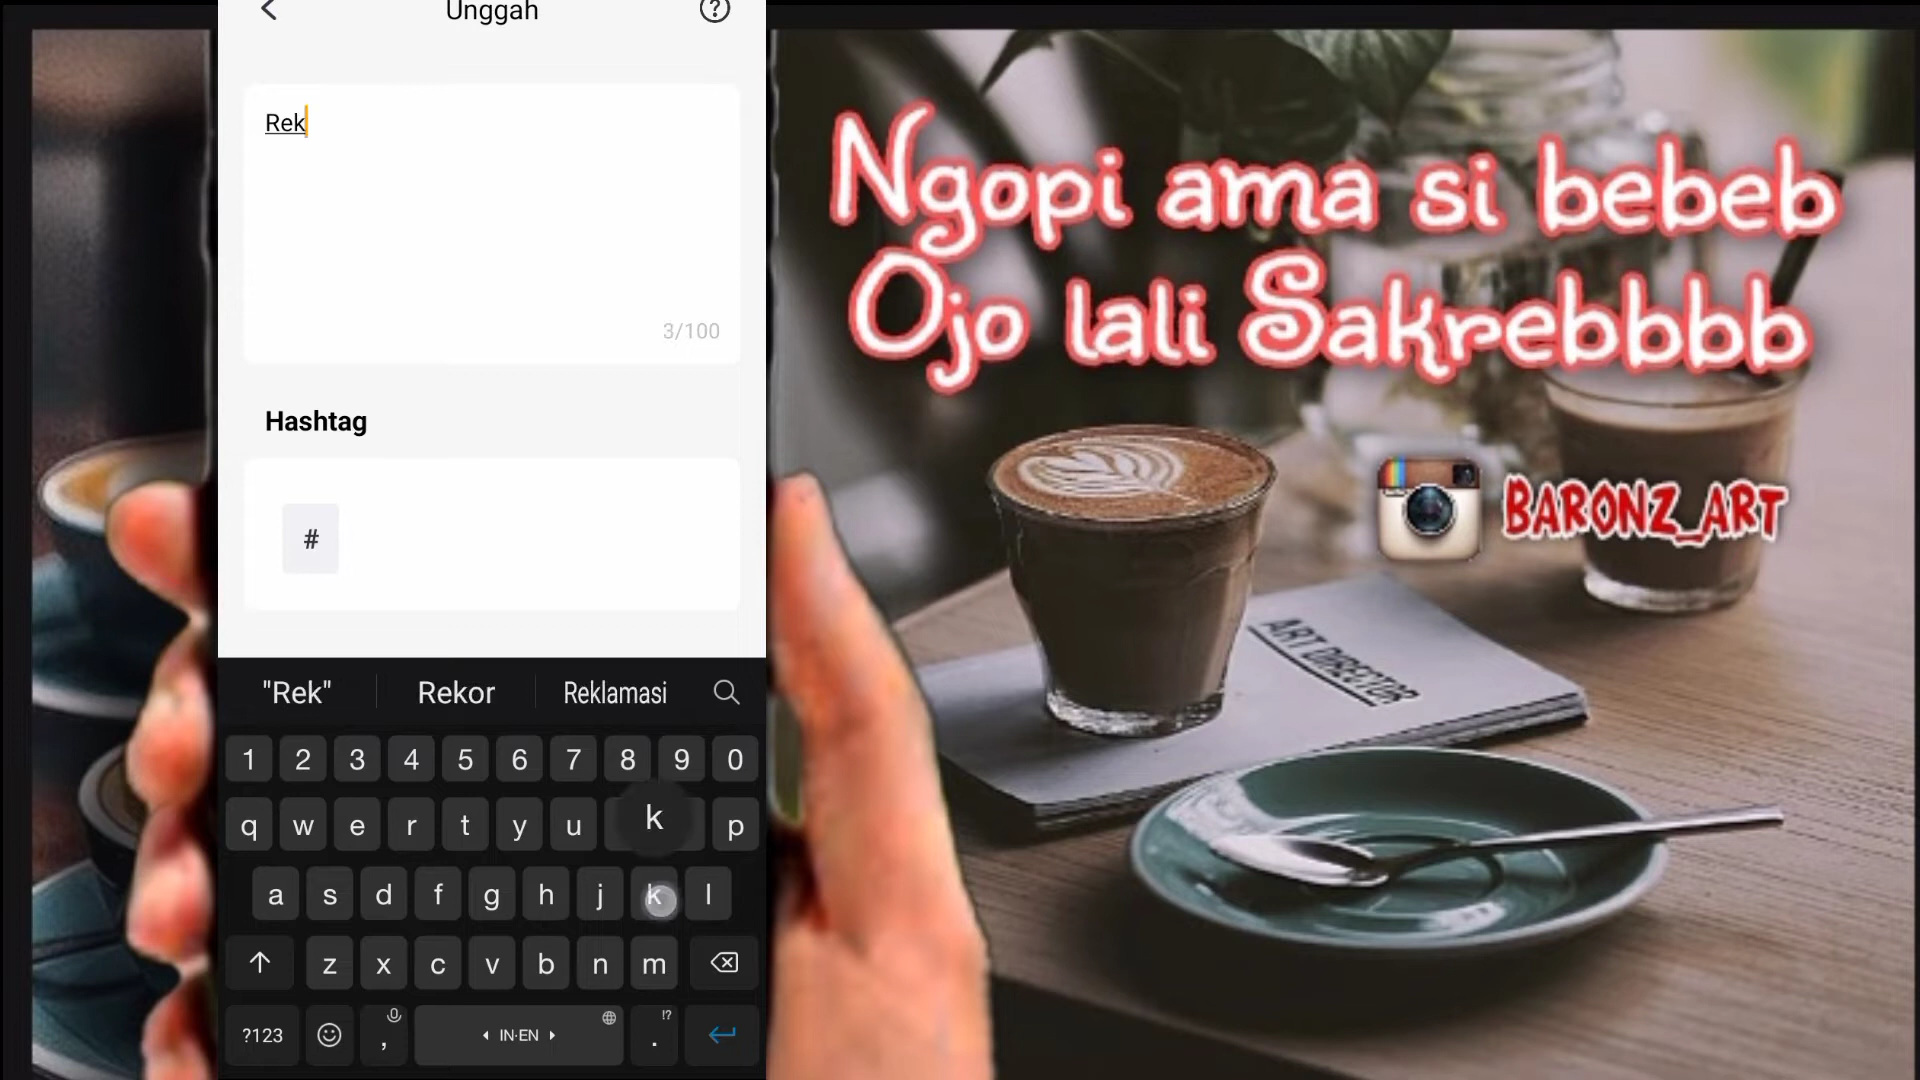 Unggah
?
Rek
3/100
Hashtag
#
"Rek" Rekor Reklamasi
1 2 3 4 5 6 7 8 9 0
q w e r t y u k p
a s d f g h j k l
z x c v b n m
?123 , IN·EN . !?
Ngopi ama si bebeb
Ojo lali Sakrebbbb
BARONZ_ART
ART DIRECTOR